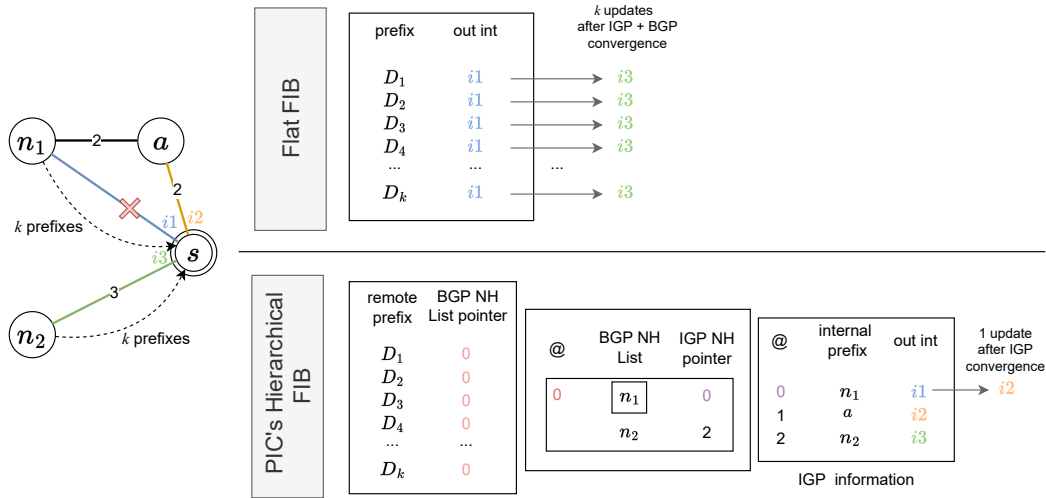 n₁
2
a
2
k prefixes
i1
i2
i3
s
3
n₂
k prefixes
Flat FIB
prefix out int
k updates
after IGP + BGP
convergence
D₁ i1 i3
D₂ i1 i3
D₃ i1 i3
D₄ i1 i3
... ... ...
Dₖ i1 i3
PIC's Hierarchical
FIB
remote
prefix
BGP NH
List pointer
D₁ 0
D₂ 0
D₃ 0
D₄ 0
... ...
Dₖ 0
@
BGP NH
List
IGP NH
pointer
0 n₁ 0
n₂ 2
@
internal
prefix
out int
1 update
after IGP
convergence
0 n₁ i1 i2
1 a i2
2 n₂ i3
IGP information